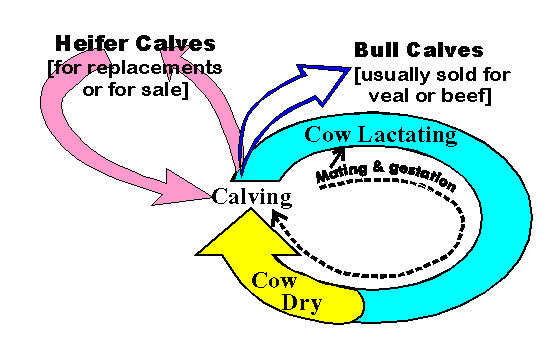 Heifer Calves
[for replacements
or for sale]
Bull Calves
[usually sold for
veal or beef]
Cow Lactating
Mating & gestation
Calving
Cow
Dry